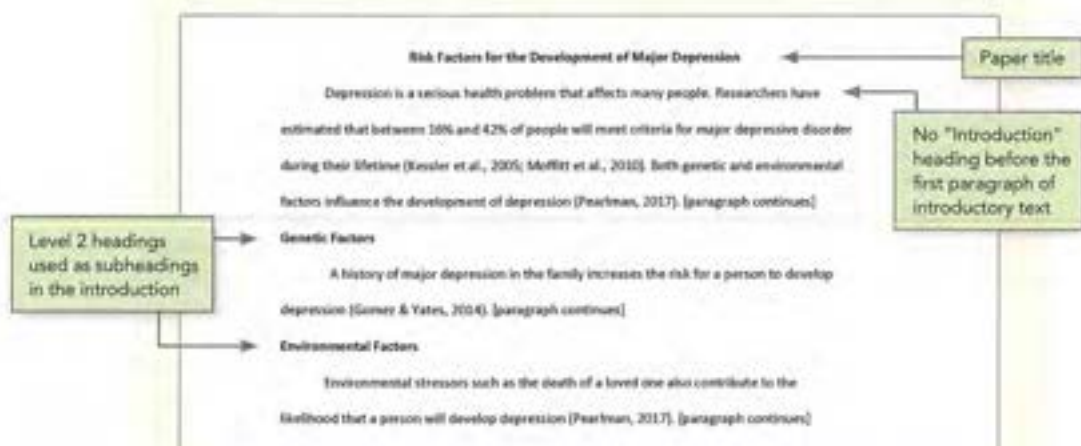 Risk Factors for the Development of Major Depression
Paper title
Depression is a serious health problem that affects many people. Researchers have
estimated that between 16% and 42% of people will meet criteria for major depressive disorder
during their lifetime (Kessler et al., 2005; Moffitt et al., 2010). Both genetic and environmental
factors influence the development of depression (Pearlman, 2017). [paragraph continues]
No "Introduction"
heading before the
first paragraph of
introductory text
Level 2 headings
used as subheadings
in the introduction
Genetic Factors
A history of major depression in the family increases the risk for a person to develop
depression (Gomez & Yates, 2014). [paragraph continues]
Environmental Factors
Environmental stressors such as the death of a loved one also contribute to the
likelihood that a person will develop depression (Pearlman, 2017). [paragraph continues]